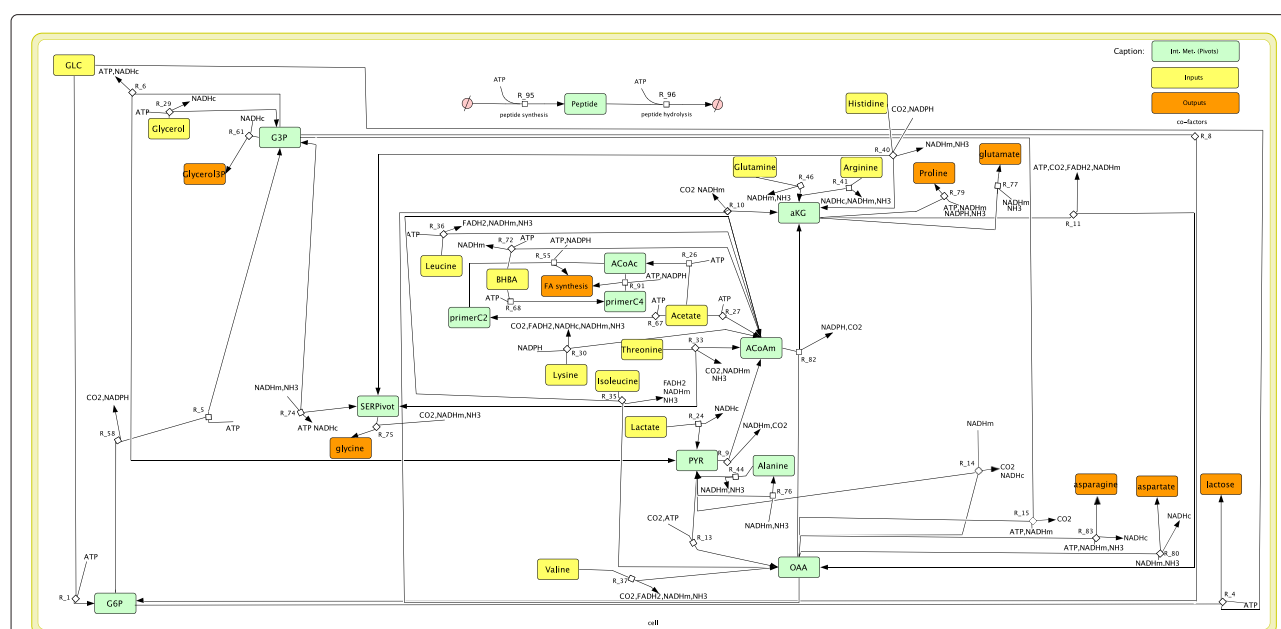 Caption:
Int. Met. (Pivots)
Inputs
Outputs
co-factors
GLC
ATP,NADHc
R_6
R_29
NADHc
ATP
Glycerol
NADHc
R_61
G3P
Glycerol3P
ATP
R_95
peptide synthesis
Peptide
ATP
R_96
peptide hydrolysis
Histidine
CO2,NADPH
R_40
NADHm,NH3
R_8
Glutamine
R_46
Arginine
R_41
NADHm,NH3
NADHc,NADHm,NH3
glutamate
Proline
R_79
R_77
ATP,NADHm
NADPH,NH3
NADHm
NH3
ATP,CO2,FADH2,NADHm
R_11
CO2 NADHm
R_10
aKG
R_36
FADH2,NADHm,NH3
ATP
Leucine
R_72
ATP
NADHm
BHBA
ATP
R_68
ATP,NADPH
R_55
ACoAc
R_26
ATP
FA synthesis
ATP,NADPH
R_91
primerC4
primerC2
ATP
R_67
Acetate
ATP
R_27
CO2,FADH2,NADHc,NADHm,NH3
NADPH
R_30
Lysine
Threonine
R_33
CO2,NADHm
NH3
ACoAm
NADPH,CO2
R_82
Isoleucine
R_35
FADH2
NADHm
NH3
NADHm,NH3
R_74
ATP NADHc
SERPivot
CO2,NADHm,NH3
R_75
glycine
CO2,NADPH
R_58
R_5
ATP
Lactate
R_24
NADHc
PYR
R_9
NADHm,CO2
R_44
NADHm,NH3
Alanine
R_76
NADHm,NH3
NADHm
R_14
CO2
NADHc
R_15
CO2
ATP,NADHm
asparagine
R_83
NADHc
ATP,NADHm,NH3
aspartate
NADHc
R_80
NADHm,NH3
lactose
R_4
ATP
CO2,ATP
R_13
OAA
Valine
R_37
CO2,FADH2,NADHm,NH3
ATP
R_1
G6P
cell